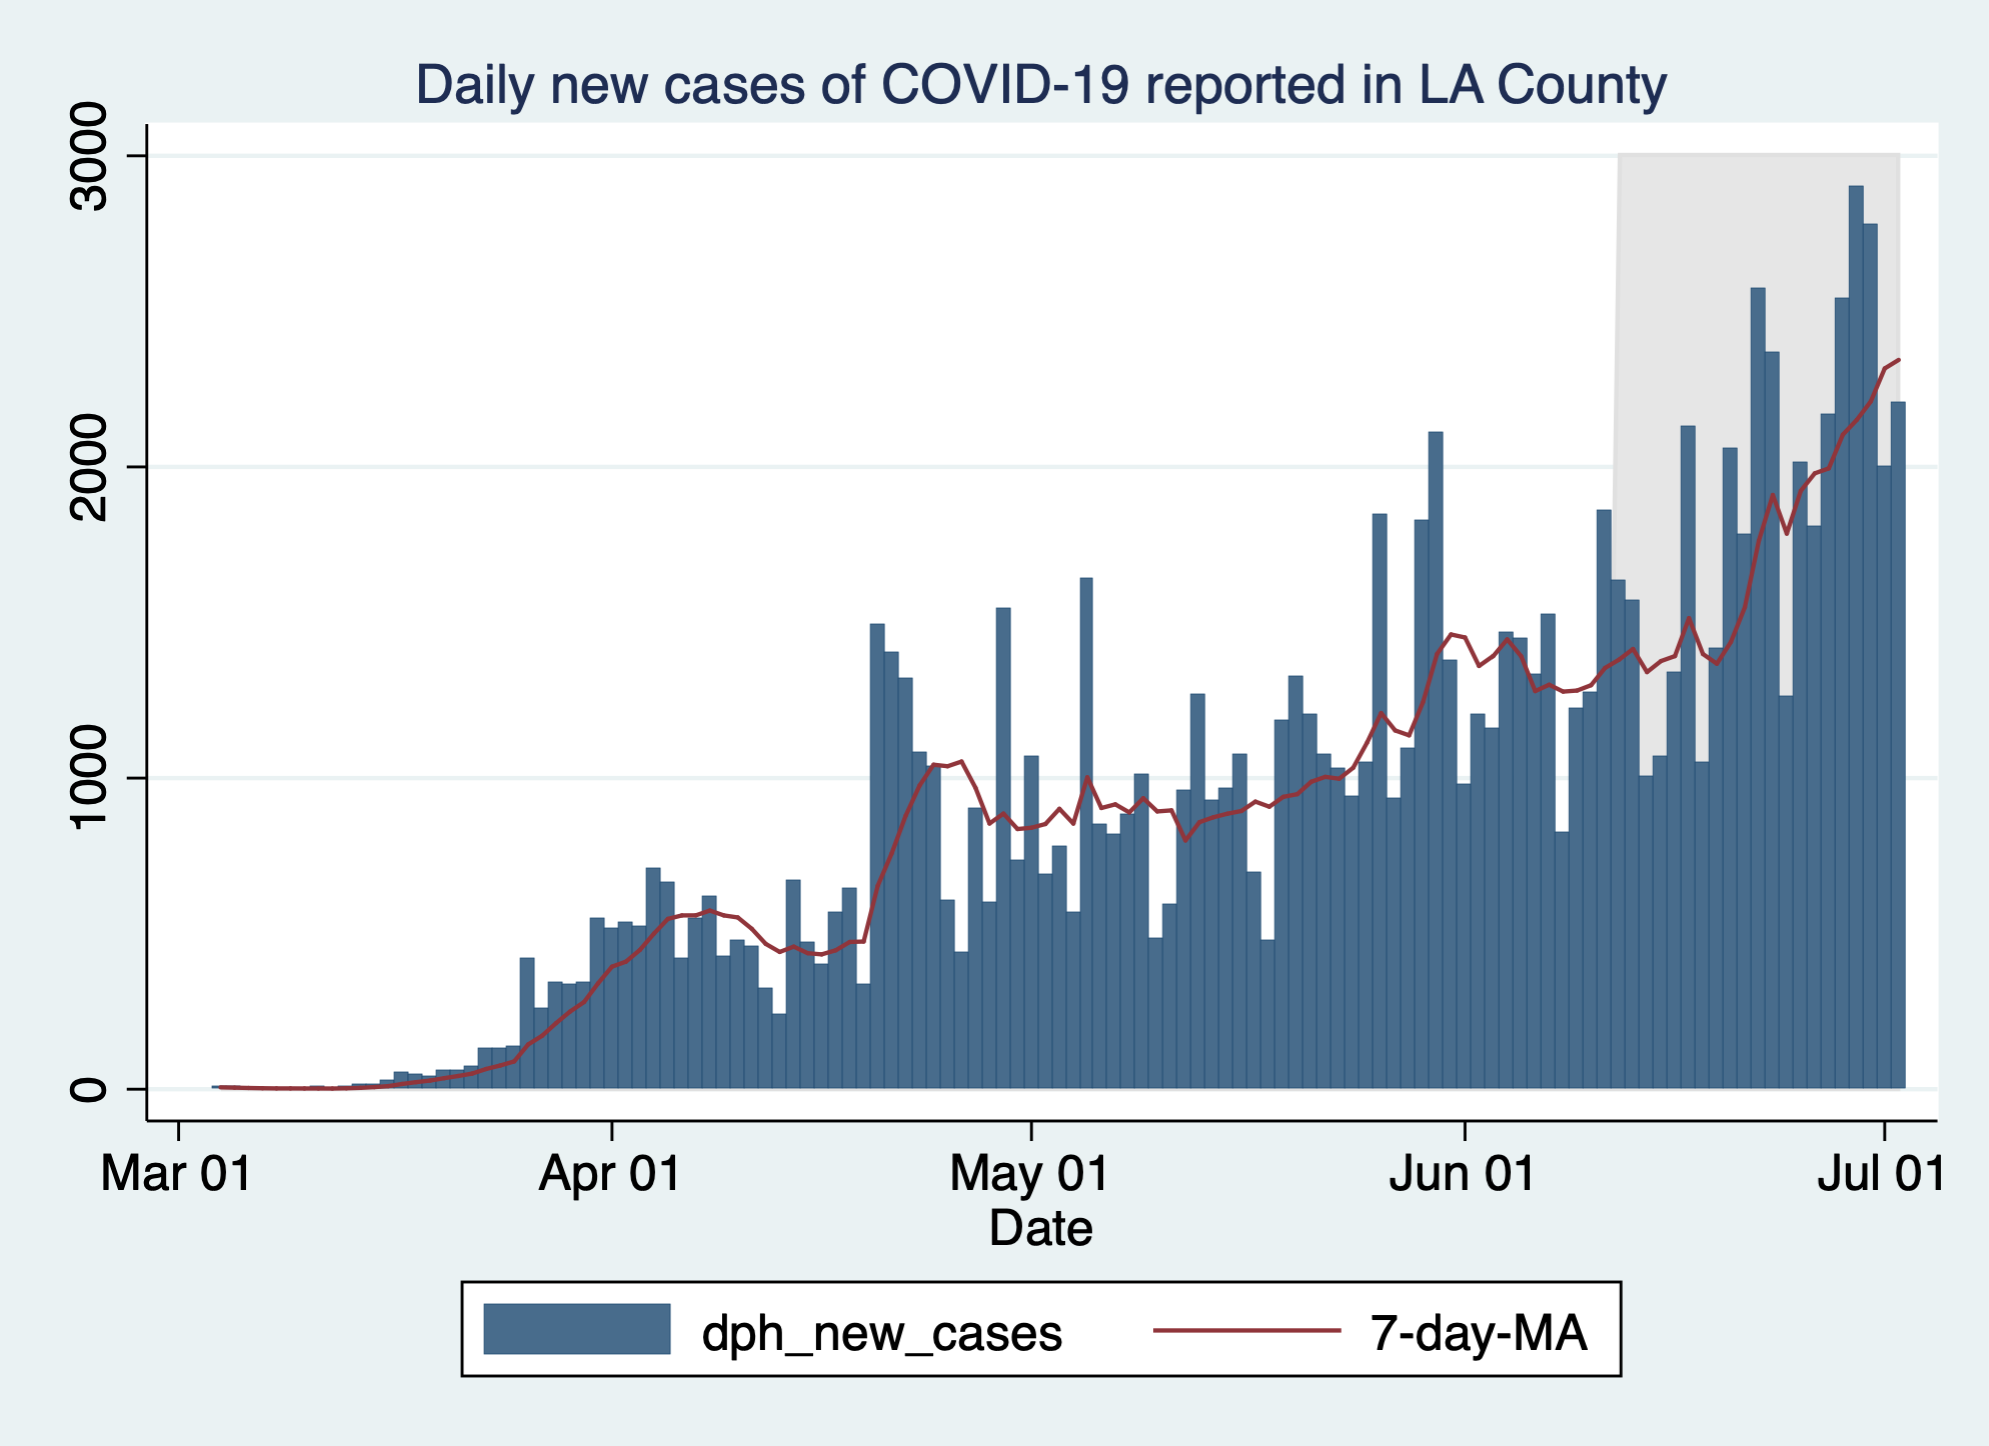 Daily new cases of COVID-19 reported in LA County
3000
2000
1000
0
Mar 01 Apr 01 May 01 Jun 01 Jul 01
Date
dph_new_cases 7-day-MA